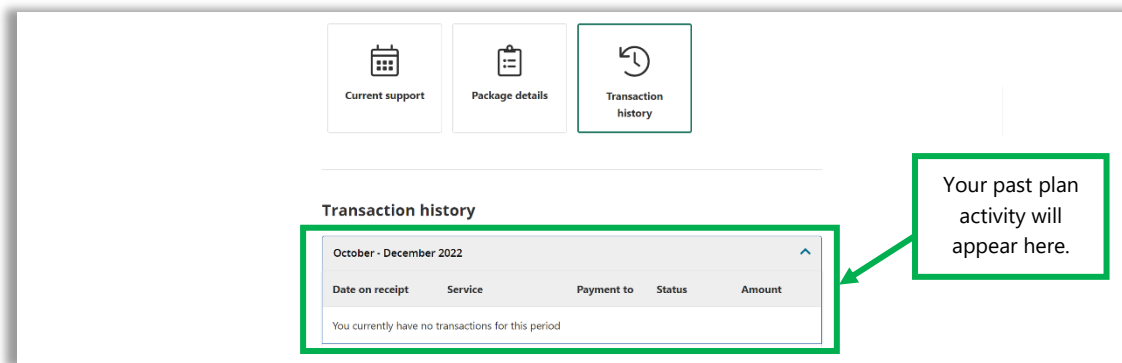 Current support
Package details
Transaction
history
Your past plan
activity will
appear here.
Transaction history
October - December 2022
Date on receipt Service Payment to Status Amount
You currently have no transactions for this period